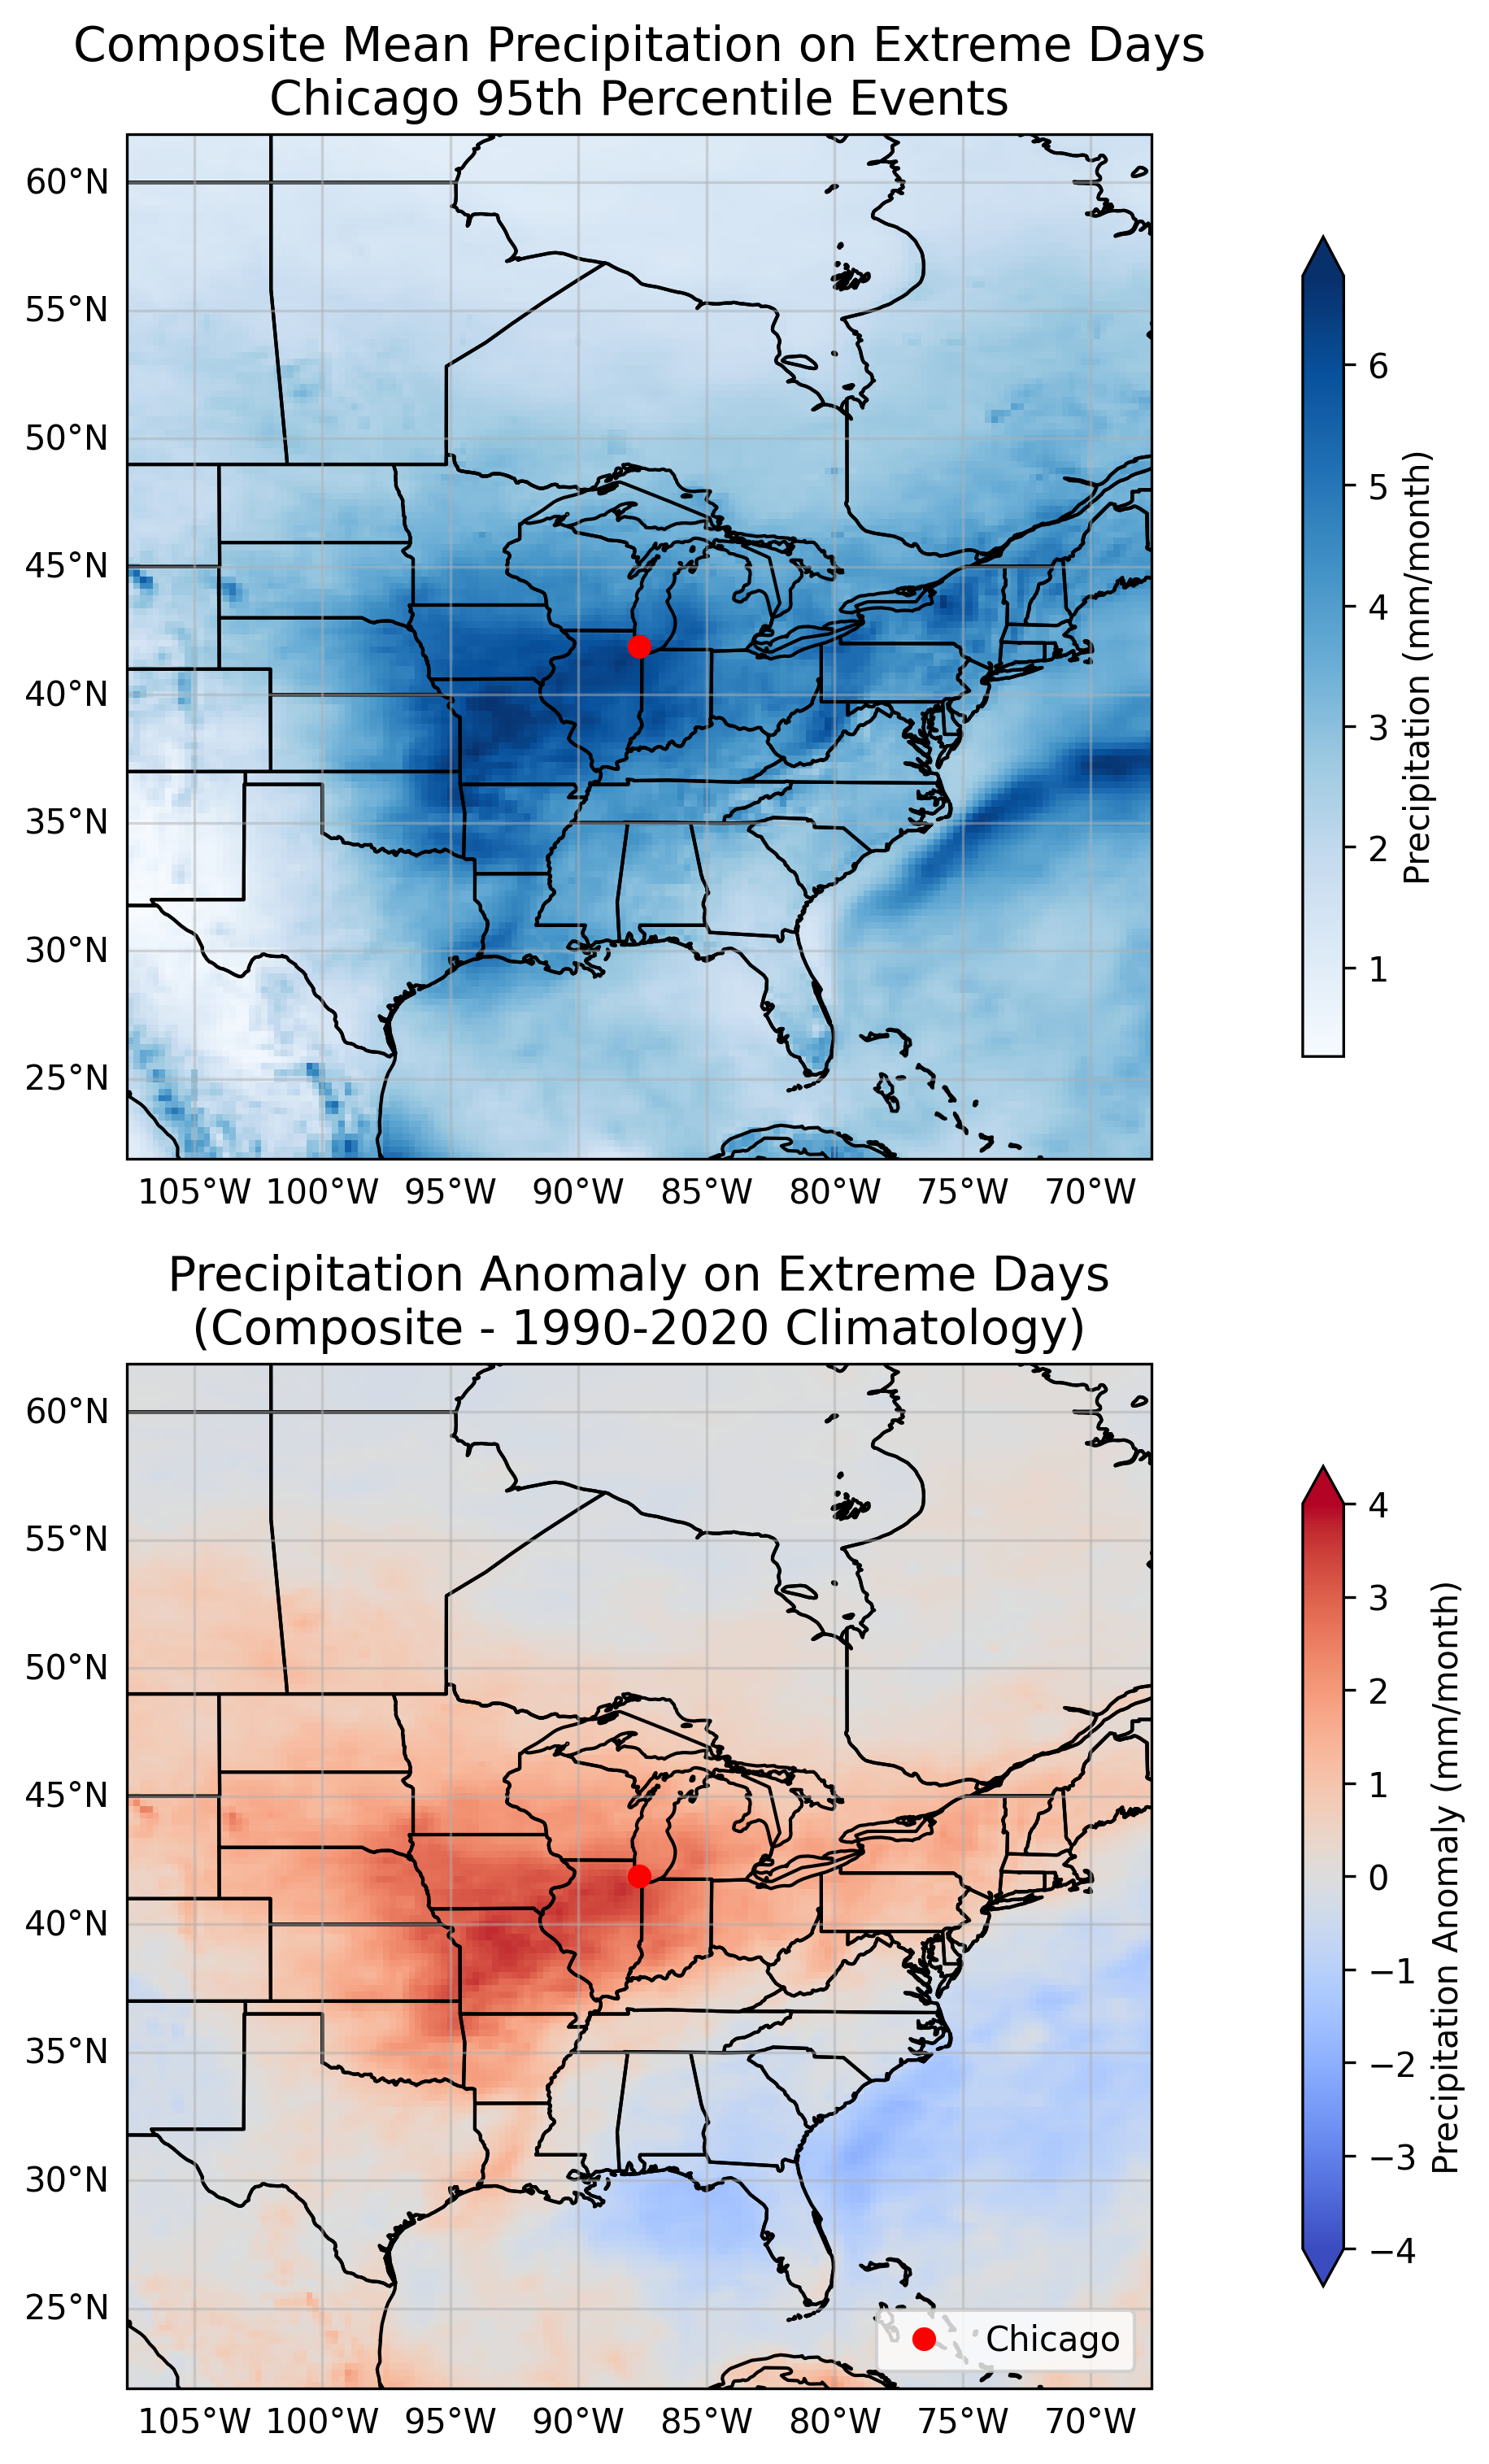 Composite Mean Precipitation on Extreme Days
Chicago 95th Percentile Events
60°N
55°N
50°N
45°N
40°N
35°N
30°N
25°N
105°W 100°W 95°W 90°W 85°W 80°W 75°W 70°W
6
5
4
3
2
1
Precipitation (mm/month)
Precipitation Anomaly on Extreme Days
(Composite - 1990-2020 Climatology)
60°N
55°N
50°N
45°N
40°N
35°N
30°N
25°N
105°W 100°W 95°W 90°W 85°W 80°W 75°W 70°W
Chicago
4
3
2
1
0
−1
−2
−3
−4
Precipitation Anomaly (mm/month)